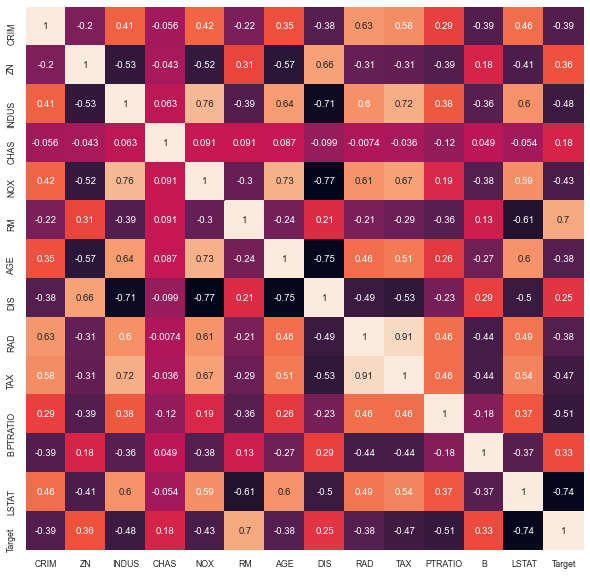 CRIM 1 -0.2 0.41 -0.056 0.42 -0.22 0.35 -0.38 0.63 0.58 0.29 -0.39 0.46 -0.39
ZN -0.2 1 -0.53 -0.043 -0.52 0.31 -0.57 0.66 -0.31 -0.31 -0.39 0.18 -0.41 0.36
INDUS 0.41 -0.53 1 0.063 0.76 -0.39 0.64 -0.71 0.6 0.72 0.38 -0.36 0.6 -0.48
CHAS -0.056 -0.043 0.063 1 0.091 0.091 0.087 -0.099 -0.0074 -0.036 -0.12 0.049 -0.054 0.18
NOX 0.42 -0.52 0.76 0.091 1 -0.3 0.73 -0.77 0.61 0.67 0.19 -0.38 0.59 -0.43
RM -0.22 0.31 -0.39 0.091 -0.3 1 -0.24 0.21 -0.21 -0.29 -0.36 0.13 -0.61 0.7
AGE 0.35 -0.57 0.64 0.087 0.73 -0.24 1 -0.75 0.46 0.51 0.26 -0.27 0.6 -0.38
DIS -0.38 0.66 -0.71 -0.099 -0.77 0.21 -0.75 1 -0.49 -0.53 -0.23 0.29 -0.5 0.25
RAD 0.63 -0.31 0.6 -0.0074 0.61 -0.21 0.46 -0.49 1 0.91 0.46 -0.44 0.49 -0.38
TAX 0.58 -0.31 0.72 -0.036 0.67 -0.29 0.51 -0.53 0.91 1 0.46 -0.44 0.54 -0.47
PTRATIO 0.29 -0.39 0.38 -0.12 0.19 -0.36 0.26 -0.23 0.46 0.46 1 -0.18 0.37 -0.51
B -0.39 0.18 -0.36 0.049 -0.38 0.13 -0.27 0.29 -0.44 -0.44 -0.18 1 -0.37 0.33
LSTAT 0.46 -0.41 0.6 -0.054 0.59 -0.61 0.6 -0.5 0.49 0.54 0.37 -0.37 1 -0.74
Target -0.39 0.36 -0.48 0.18 -0.43 0.7 -0.38 0.25 -0.38 -0.47 -0.51 0.33 -0.74 1
CRIM ZN INDUS CHAS NOX RM AGE DIS RAD TAX PTRATIO B LSTAT Target